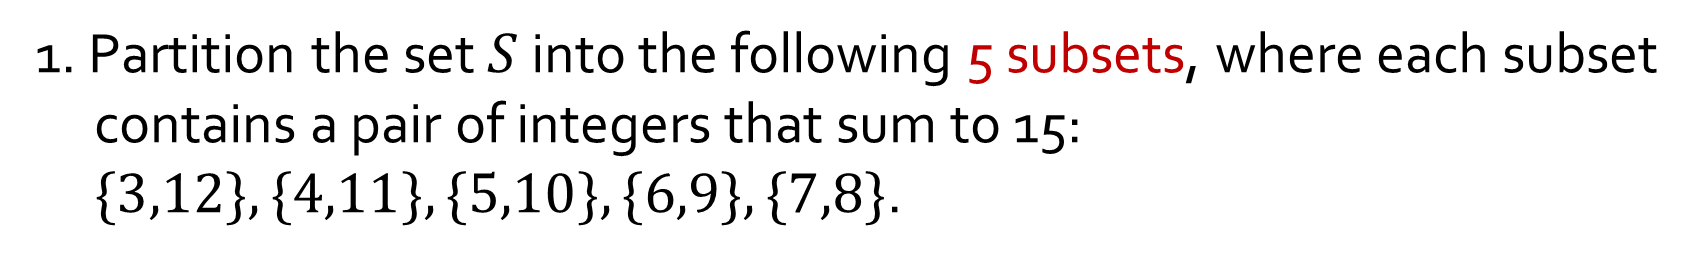 1. Partition the set S into the following 5 subsets, where each subset
contains a pair of integers that sum to 15:
{3,12}, {4,11}, {5,10}, {6,9}, {7,8}.